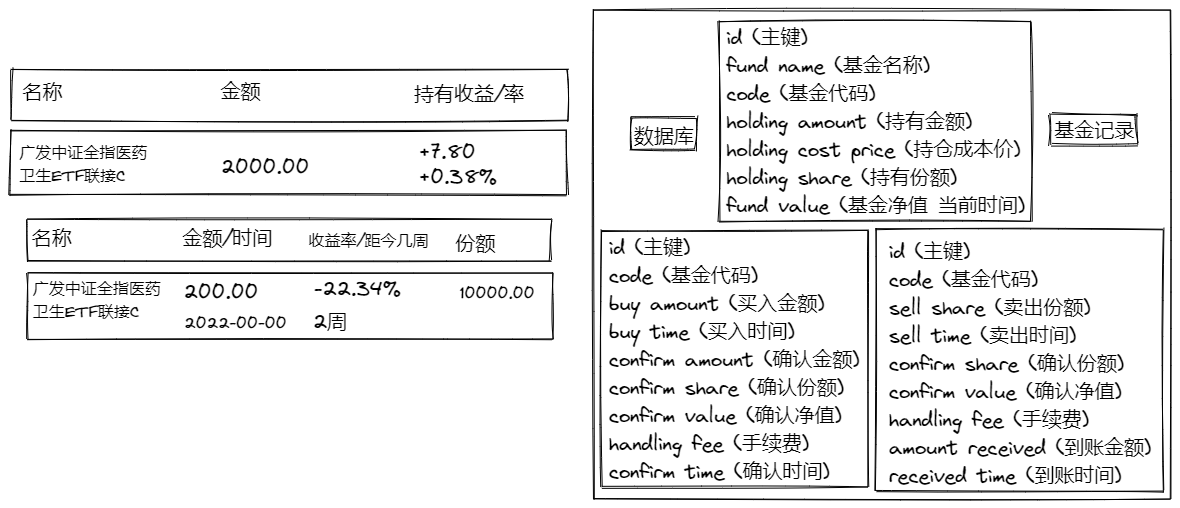 名称 金额 持有收益/率
广发中证全指医药
卫生ETF联接C
2000.00
+7.80
+0.38%
名称 金额/时间 收益率/距今几周 份额
广发中证全指医药
卫生ETF联接C
200.00
2022-00-00
-22.34%
2周
10000.00
数据库
id (主键)
fund name (基金名称)
code (基金代码)
holding amount (持有金额)
holding cost price (持仓成本价)
holding share (持有份额)
fund value (基金净值 当前时间)
基金记录
id (主键)
code (基金代码)
buy amount (买入金额)
buy time (买入时间)
confirm amount (确认金额)
confirm share (确认份额)
confirm value (确认净值)
handling fee (手续费)
confirm time (确认时间)
id (主键)
code (基金代码)
sell share (卖出份额)
sell time (卖出时间)
confirm share (确认份额)
confirm value (确认净值)
handling fee (手续费)
amount received (到账金额)
received time (到账时间)